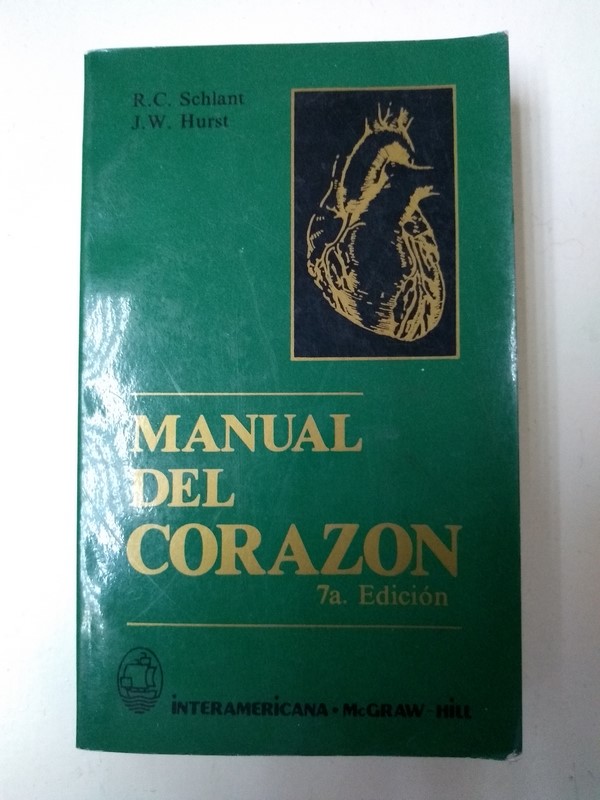 R.C. Schlant
J.W. Hurst
MANUAL
DEL
CORAZON
7a. Edición
INTERAMERICANA • McGRAW-HILL